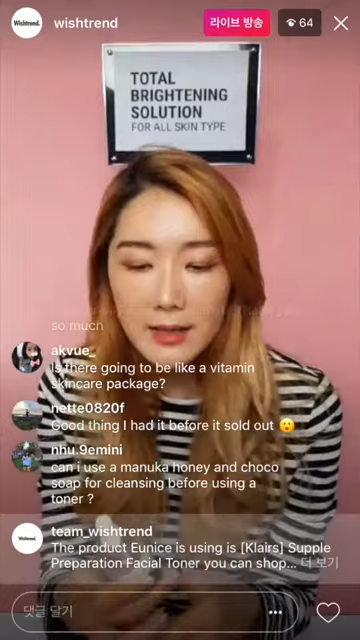 Wishtrend.
wishtrend
라이브 방송
64
TOTAL
BRIGHTENING
SOLUTION
FOR ALL SKIN TYPE
so much
akvue_
Is there going to be like a vitamin
skincare package?
nette0820f
Good thing I had it before it sold out 😮
nhu.9emini
can i use a manuka honey and choco
soap for cleansing before using a
toner ?
Wishtrend.
team_wishtrend
The product Eunice is using is [Klairs] Supple
Preparation Facial Toner you can shop... 더 보기
댓글 달기